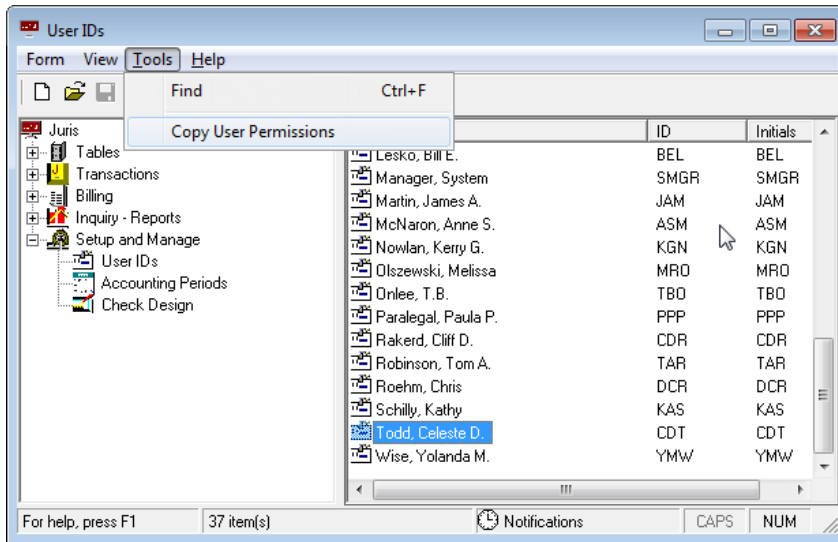 User IDs
Form View Tools Help
Find Ctrl+F
Copy User Permissions
ID Initials
Juris
Tables
Transactions
Billing
Inquiry - Reports
Setup and Manage
User IDs
Accounting Periods
Check Design
Lesko, Bill E. BEL BEL
Manager, System SMGR SMGR
Martin, James A. JAM JAM
McNaron, Anne S. ASM ASM
Nowlan, Kerry G. KGN KGN
Olszewski, Melissa MRO MRO
Onlee, T.B. TBO TBO
Paralegal, Paula P. PPP PPP
Rakerd, Cliff D. CDR CDR
Robinson, Tom A. TAR TAR
Roehm, Chris DCR DCR
Schilly, Kathy KAS KAS
Todd, Celeste D. CDT CDT
Wise, Yolanda M. YMW YMW
For help, press F1 37 item(s) Notifications CAPS NUM